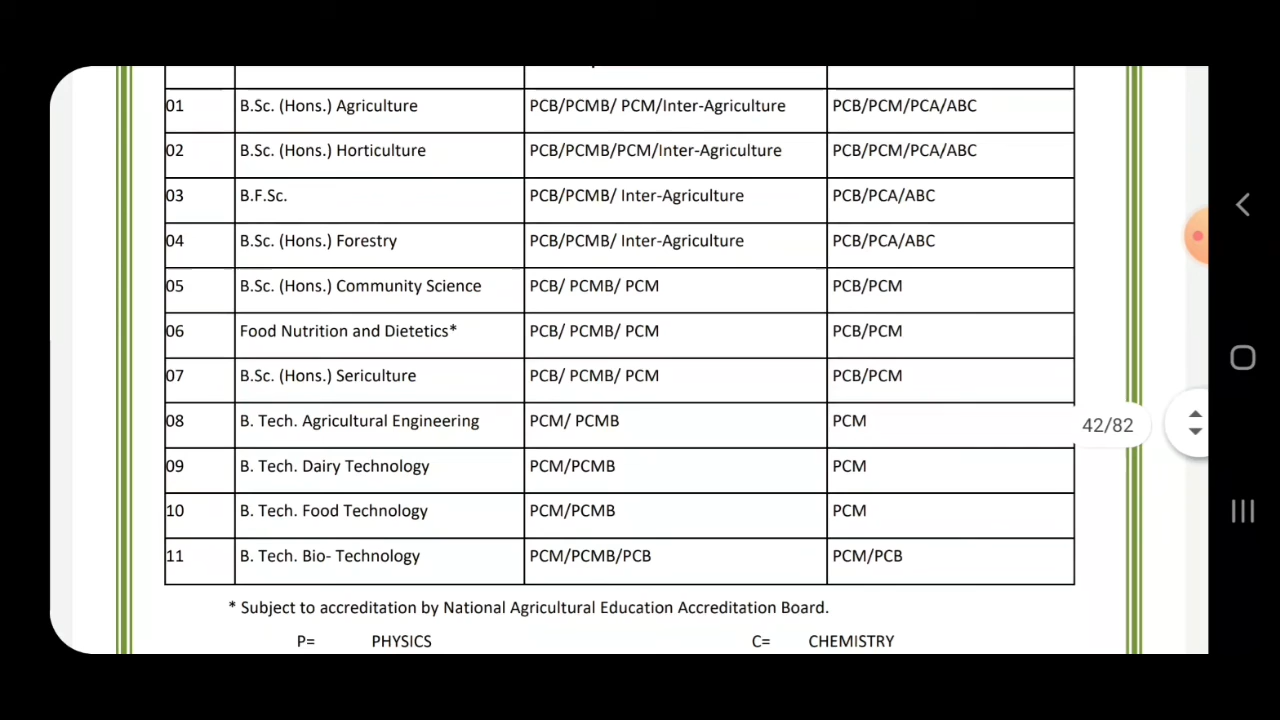 01 B.Sc. (Hons.) Agriculture PCB/PCMB/ PCM/Inter-Agriculture PCB/PCM/PCA/ABC
02 B.Sc. (Hons.) Horticulture PCB/PCMB/PCM/Inter-Agriculture PCB/PCM/PCA/ABC
03 B.F.Sc. PCB/PCMB/ Inter-Agriculture PCB/PCA/ABC
04 B.Sc. (Hons.) Forestry PCB/PCMB/ Inter-Agriculture PCB/PCA/ABC
05 B.Sc. (Hons.) Community Science PCB/ PCMB/ PCM PCB/PCM
06 Food Nutrition and Dietetics* PCB/ PCMB/ PCM PCB/PCM
07 B.Sc. (Hons.) Sericulture PCB/ PCMB/ PCM PCB/PCM
08 B. Tech. Agricultural Engineering PCM/ PCMB PCM
42/82
09 B. Tech. Dairy Technology PCM/PCMB PCM
10 B. Tech. Food Technology PCM/PCMB PCM
11 B. Tech. Bio- Technology PCM/PCMB/PCB PCM/PCB
* Subject to accreditation by National Agricultural Education Accreditation Board.
P= PHYSICS C= CHEMISTRY